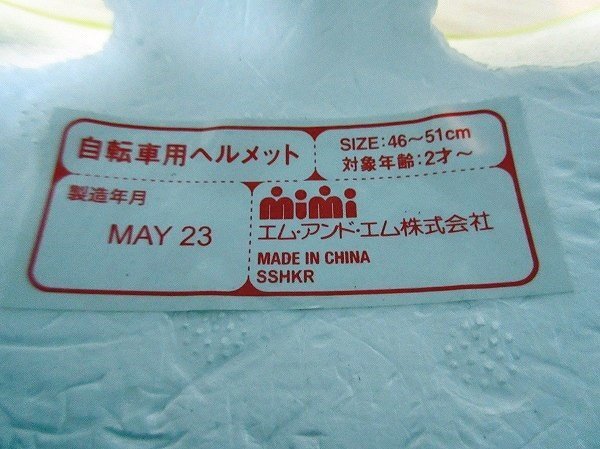 自転車用ヘルメット
SIZE:46～51cm
対象年齢:2才～
製造年月
MAY 23
mimi
エム･アンド･エム株式会社
MADE IN CHINA
SSHKR